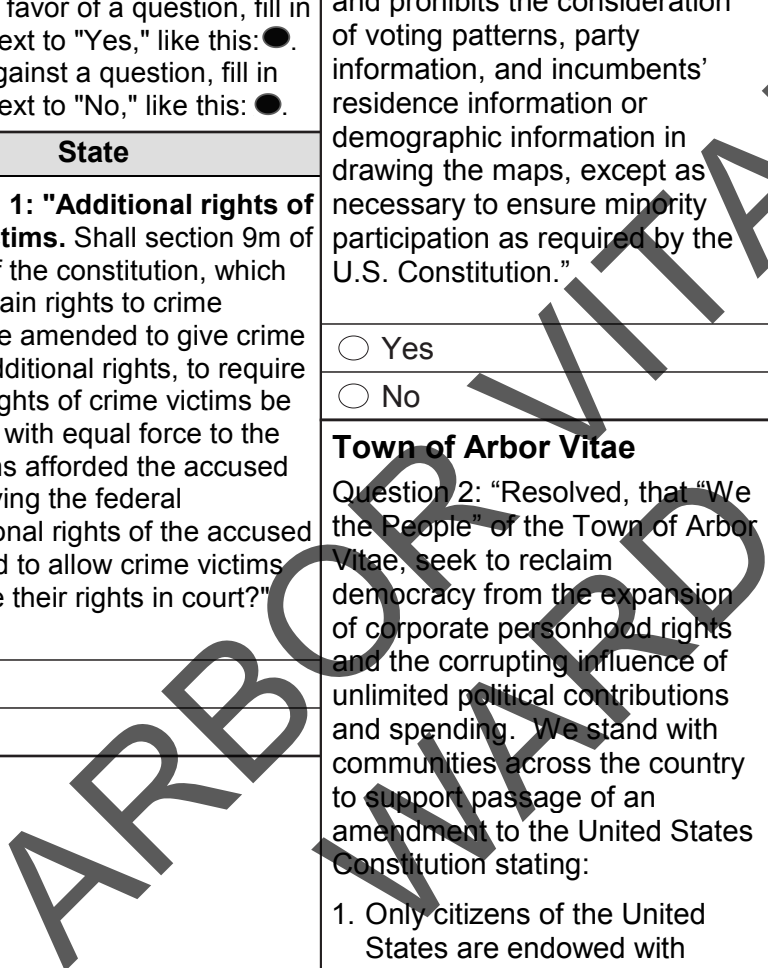 favor of a question, fill in
ext to "Yes," like this: ⬤.
gainst a question, fill in
ext to "No," like this: ⬤.
State
1: "Additional rights of
tims. Shall section 9m of
f the constitution, which
ain rights to crime
e amended to give crime
dditional rights, to require
ghts of crime victims be
with equal force to the
ns afforded the accused
ving the federal
onal rights of the accused
d to allow crime victims
e their rights in court?"
and prohibits the consideration
of voting patterns, party
information, and incumbents’
residence information or
demographic information in
drawing the maps, except as
necessary to ensure minority
participation as required by the
U.S. Constitution.”
Yes
No
Town of Arbor Vitae
Question 2: “Resolved, that “We
the People” of the Town of Arbor
Vitae, seek to reclaim
democracy from the expansion
of corporate personhood rights
and the corrupting influence of
unlimited political contributions
and spending. We stand with
communities across the country
to support passage of an
amendment to the United States
Constitution stating:
1. Only citizens of the United
States are endowed with
ARBOR VITA
WARD